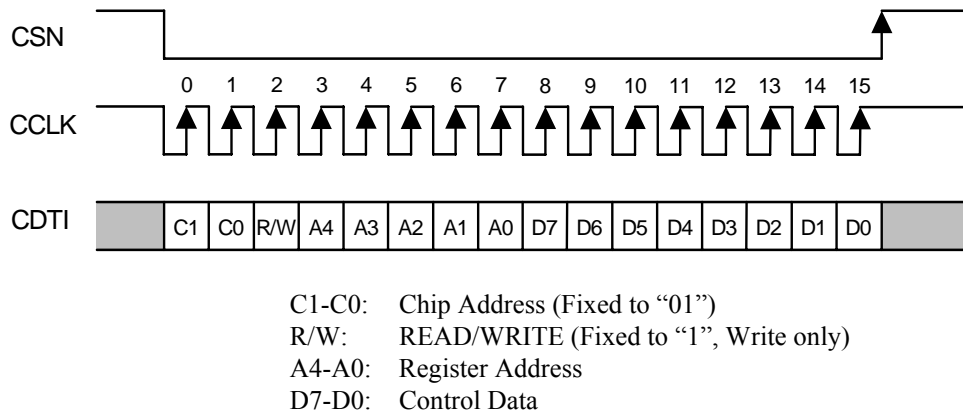 CSN
0 1 2 3 4 5 6 7 8 9 10 11 12 13 14 15
CCLK
CDTI C1 C0 R/W A4 A3 A2 A1 A0 D7 D6 D5 D4 D3 D2 D1 D0
C1-C0: Chip Address (Fixed to “01”)
R/W: READ/WRITE (Fixed to “1”, Write only)
A4-A0: Register Address
D7-D0: Control Data